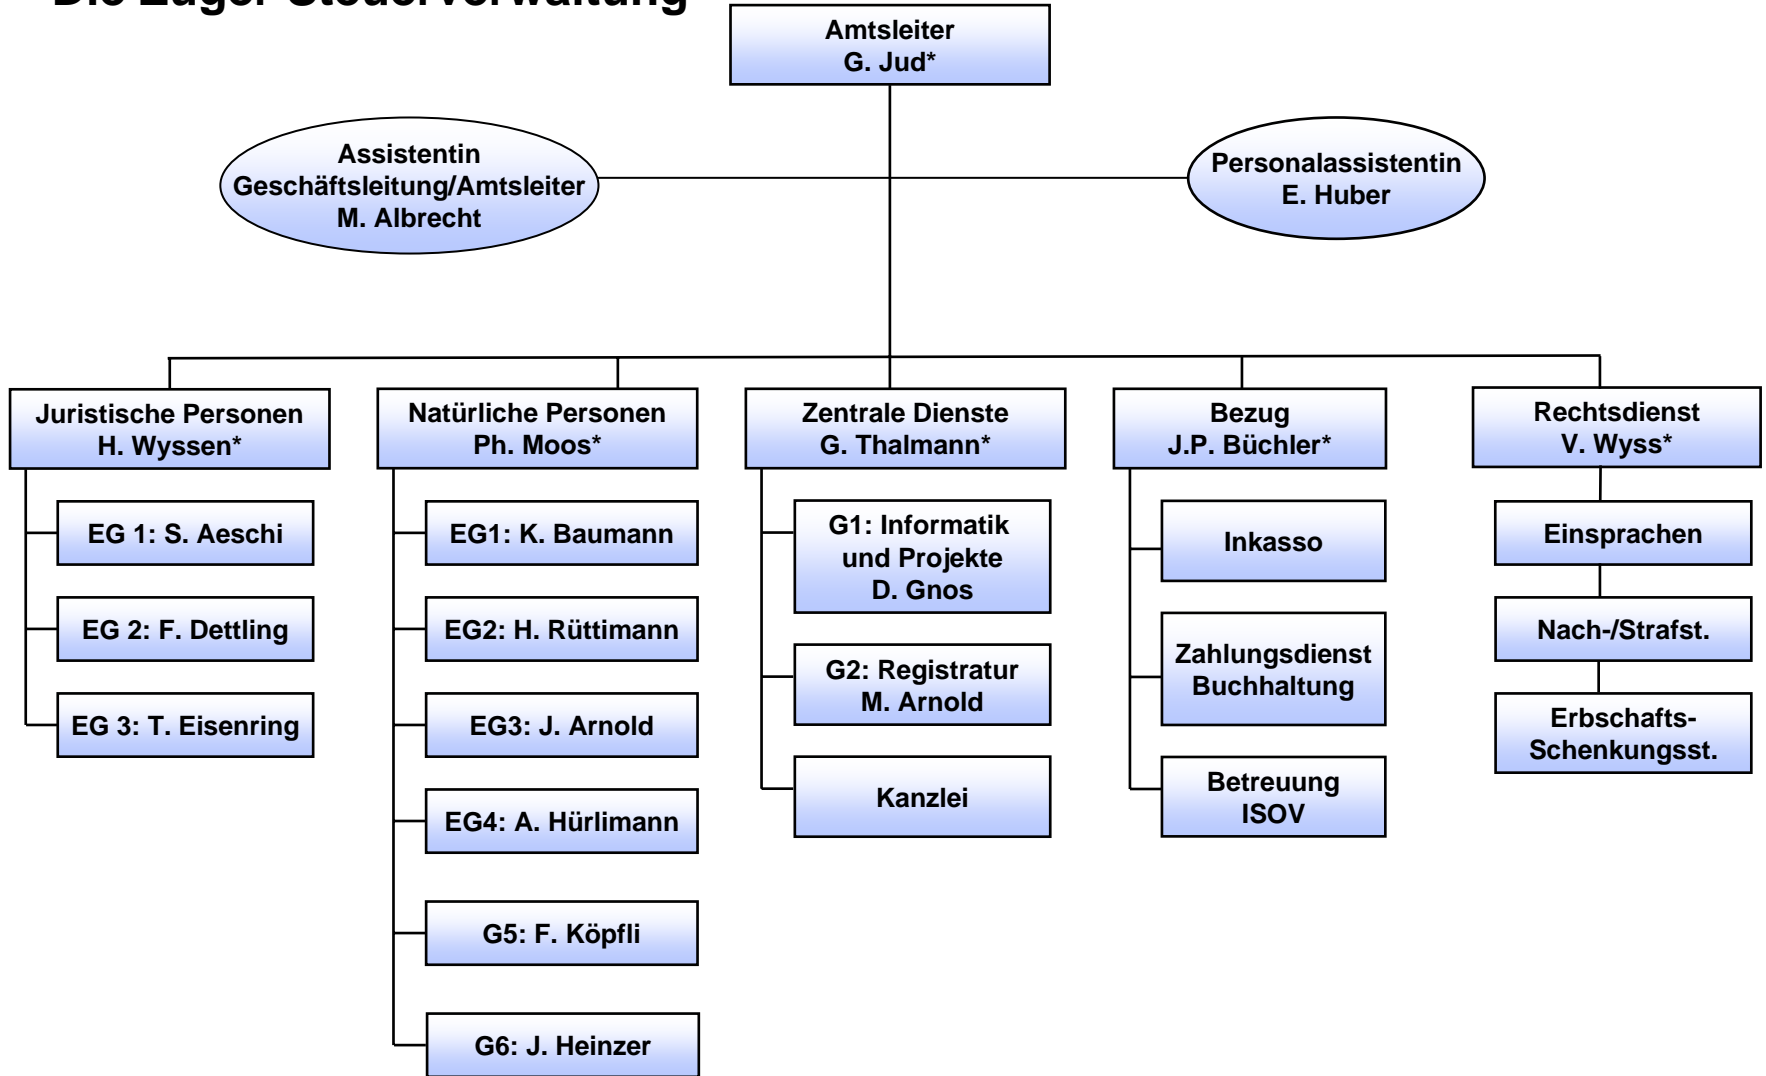 Die Zuger Steuerverwaltung
Amtsleiter
G. Jud*
Assistentin
Geschäftsleitung/Amtsleiter
M. Albrecht
Personalassistentin
E. Huber
Juristische Personen
H. Wyssen*
EG 1: S. Aeschi
EG 2: F. Dettling
EG 3: T. Eisenring
Natürliche Personen
Ph. Moos*
EG1: K. Baumann
EG2: H. Rüttimann
EG3: J. Arnold
EG4: A. Hürlimann
G5: F. Köpfli
G6: J. Heinzer
Zentrale Dienste
G. Thalmann*
G1: Informatik
und Projekte
D. Gnos
G2: Registratur
M. Arnold
Kanzlei
Bezug
J.P. Büchler*
Inkasso
Zahlungsdienst
Buchhaltung
Betreuung
ISOV
Rechtsdienst
V. Wyss*
Einsprachen
Nach-/Strafst.
Erbschafts-
Schenkungsst.